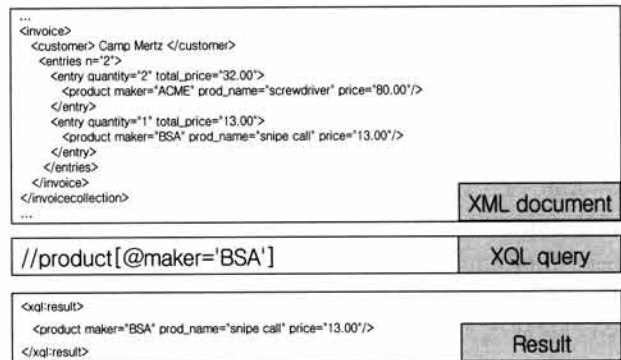 ...
<invoice>
<customer> Camp Mertz </customer>
<entries n="2">
<entry quantity="2" total_price="32.00">
<product maker="ACME" prod_name="screwdriver" price="80.00"/>
</entry>
<entry quantity="1" total_price="13.00">
<product maker="BSA" prod_name="snipe call" price="13.00"/>
</entry>
</entries>
</invoice>
</invoicecollection>
...
XML document
//product[@maker='BSA']
XQL query
<xql:result>
<product maker="BSA" prod_name="snipe call" price="13.00"/>
</xql:result>
Result